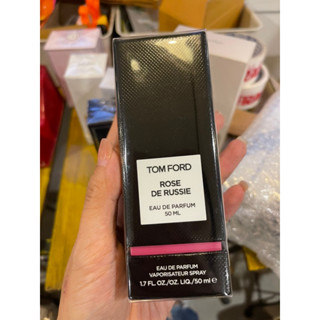 TOM FORD
ROSE
DE RUSSIE
EAU DE PARFUM
50 ML
EAU DE PARFUM
VAPORISATEUR SPRAY
1.7 FL.OZ./OZ.LIQ./50 ml ℮